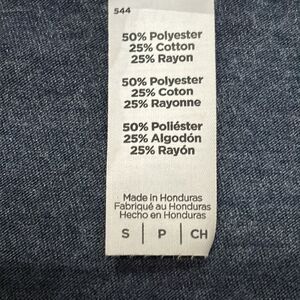 544
50% Polyester
25% Cotton
25% Rayon
50% Polyester
25% Coton
25% Rayonne
50% Poliéster
25% Algodón
25% Rayón
Made in Honduras
Fabriqué au Honduras
Hecho en Honduras
S | P | CH